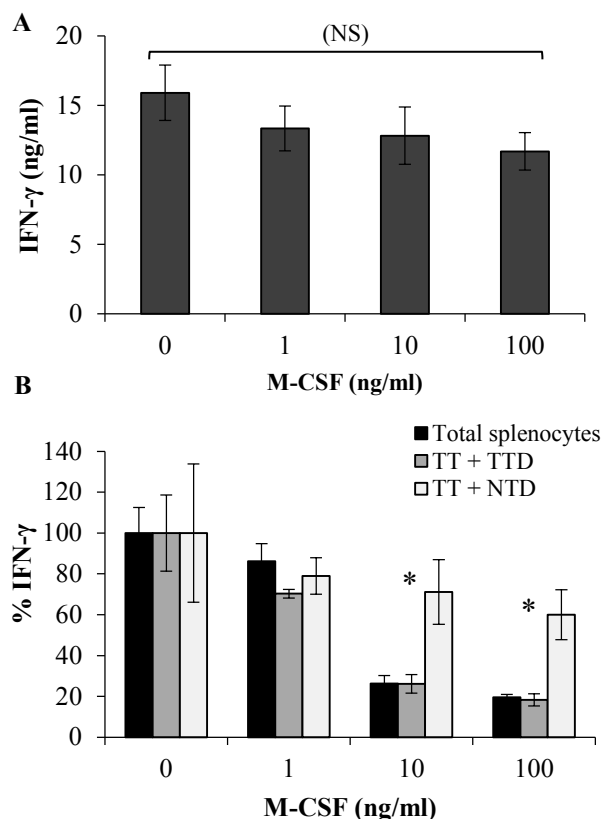 A
(NS)
IFN-γ (ng/ml)
20
15
10
5
0
0 1 10 100
M-CSF (ng/ml)
B
Total splenocytes
TT + TTD
TT + NTD
% IFN-γ
140
120
100
80
60
40
20
0
* *
0 1 10 100
M-CSF (ng/ml)